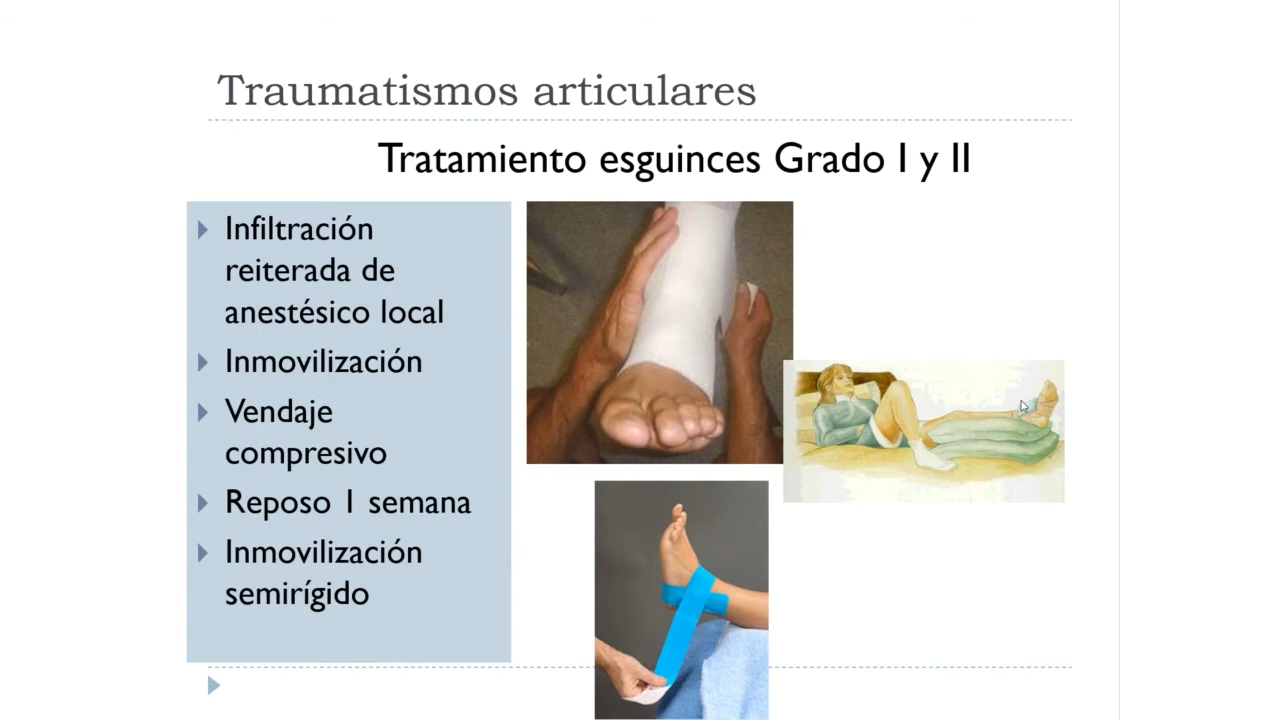 Traumatismos articulares
Tratamiento esguinces Grado I y II
Infiltración
reiterada de
anestésico local
Inmovilización
Vendaje
compresivo
Reposo 1 semana
Inmovilización
semirígido